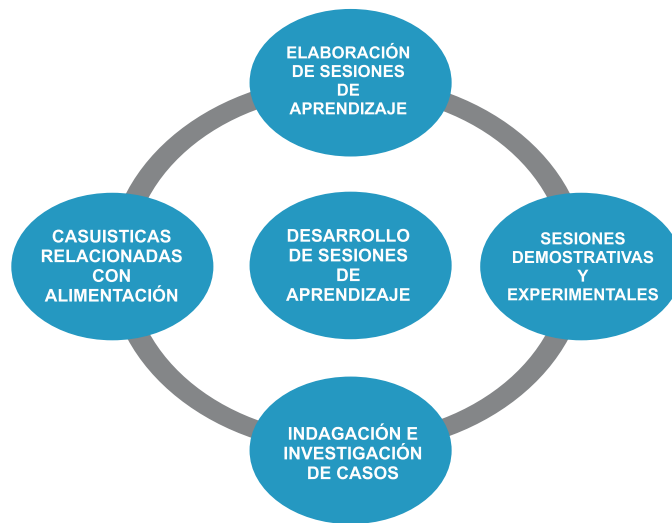 ELABORACIÓN
DE SESIONES
DE
APRENDIZAJE
CASUISTICAS
RELACIONADAS
CON
ALIMENTACIÓN
DESARROLLO
DE SESIONES
DE
APRENDIZAJE
SESIONES
DEMOSTRATIVAS
Y
EXPERIMENTALES
INDAGACIÓN E
INVESTIGACIÓN
DE CASOS